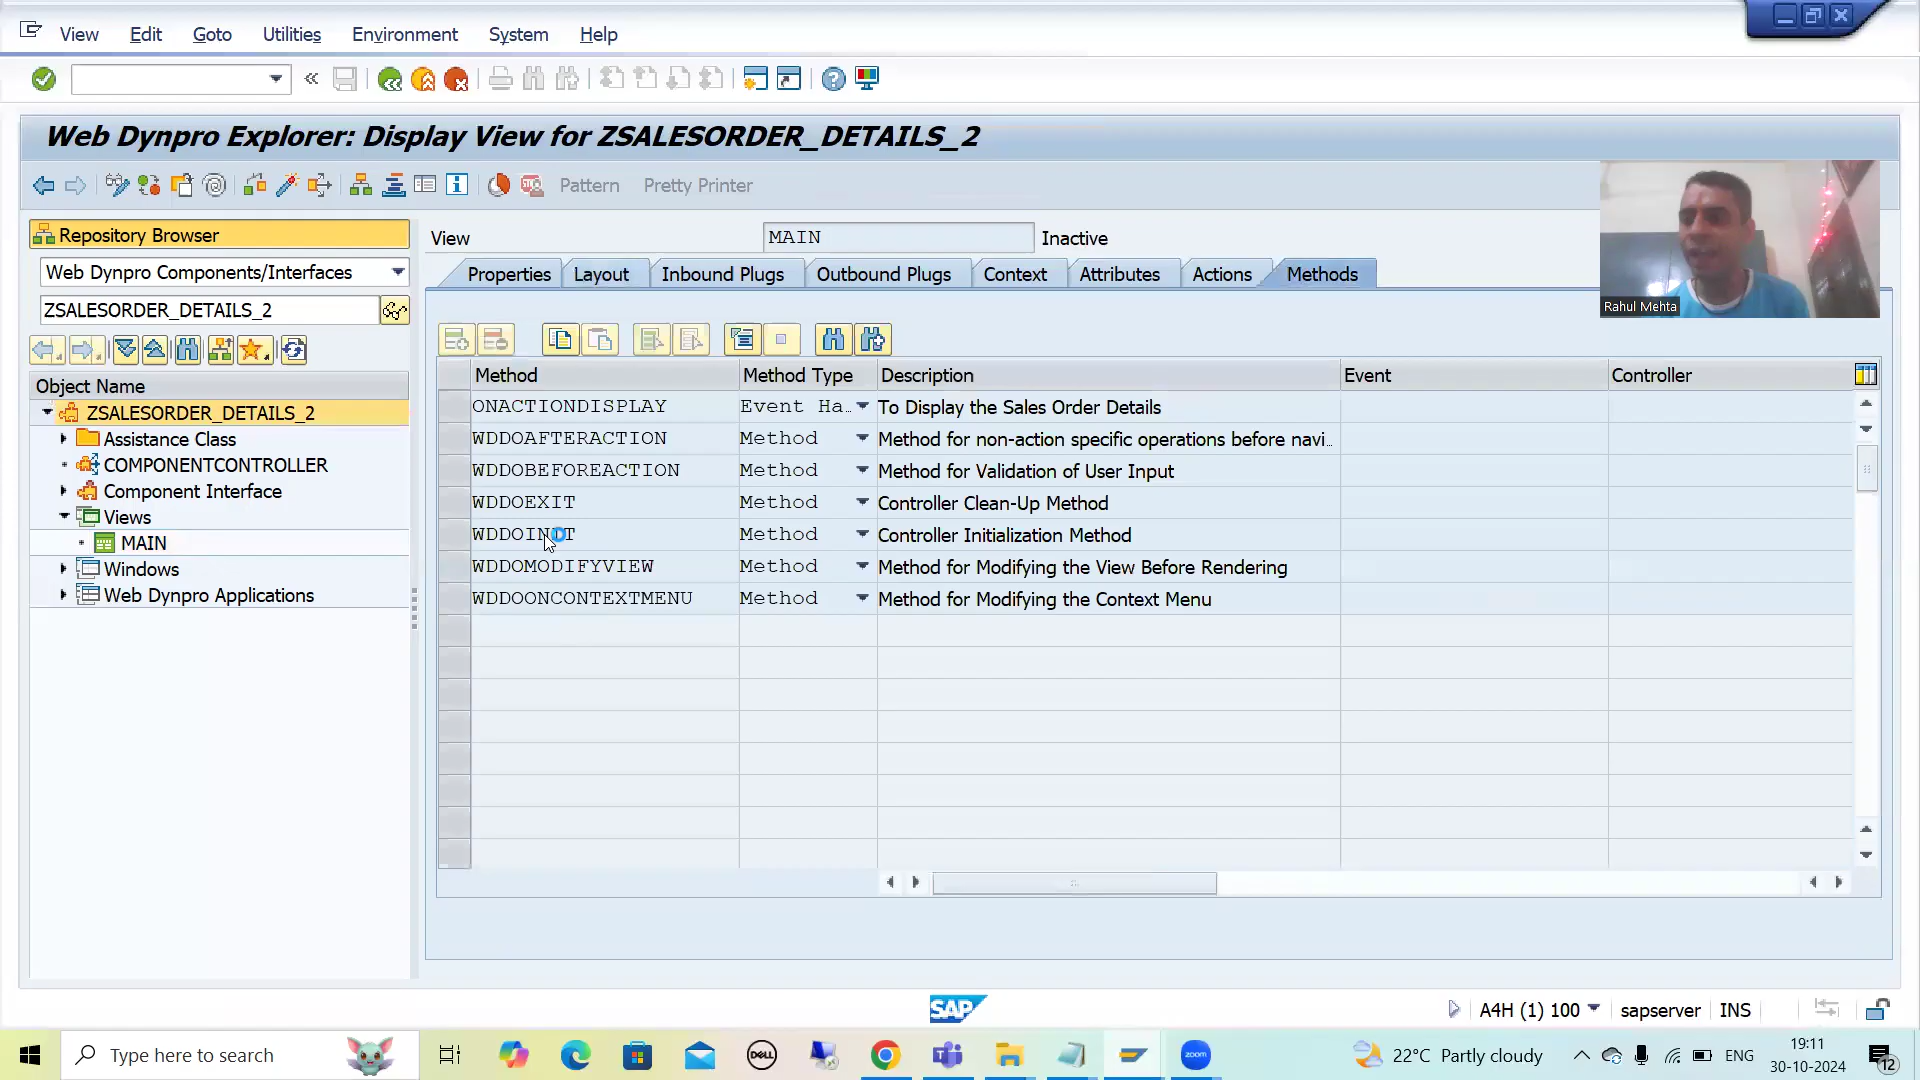 View Edit Goto Utilities Environment System Help
Web Dynpro Explorer: Display View for ZSALESORDER_DETAILS_2
Pattern Pretty Printer
Repository Browser
Web Dynpro Components/Interfaces
ZSALESORDER_DETAILS_2
Object Name
ZSALESORDER_DETAILS_2
Assistance Class
COMPONENTCONTROLLER
Component Interface
Views
MAIN
Windows
Web Dynpro Applications
View MAIN Inactive
Properties Layout Inbound Plugs Outbound Plugs Context Attributes Actions Methods
Method Method Type Description Event Controller
ONACTIONDISPLAY Event Ha… To Display the Sales Order Details
WDDOAFTERACTION Method Method for non-action specific operations before navi…
WDDOBEFOREACTION Method Method for Validation of User Input
WDDOEXIT Method Controller Clean-Up Method
WDDOINIT Method Controller Initialization Method
WDDOMODIFYVIEW Method Method for Modifying the View Before Rendering
WDDOONCONTEXTMENU Method Method for Modifying the Context Menu
Rahul Mehta
SAP
A4H (1) 100 sapserver INS
Type here to search
DELL
zoom
22°C Partly cloudy
ENG
19:11
30-10-2024
12